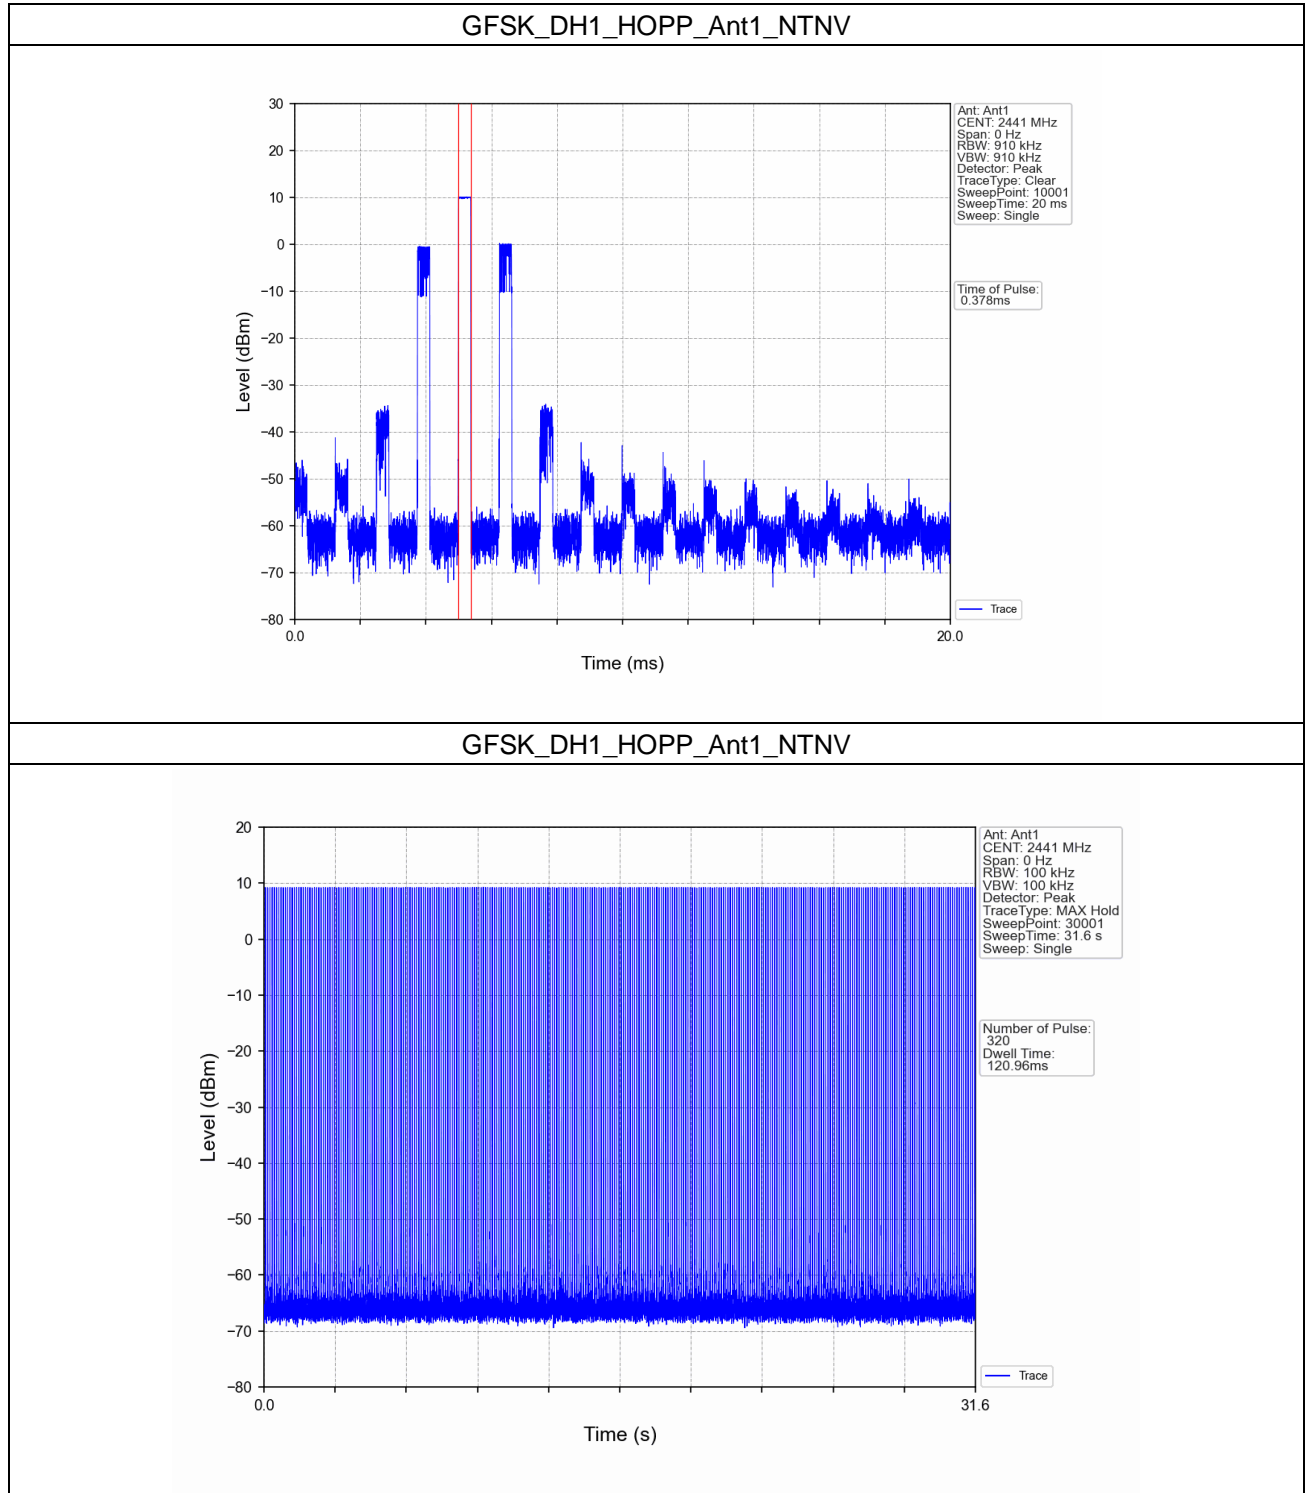 GFSK_DH1_HOPP_Ant1_NTNV
30
20
10
0
−10
−20
−30
−40
−50
−60
−70
−80
Level (dBm)
0.0
20.0
Time (ms)
Ant: Ant1
CENT: 2441 MHz
Span: 0 Hz
RBW: 910 kHz
VBW: 910 kHz
Detector: Peak
TraceType: Clear
SweepPoint: 10001
SweepTime: 20 ms
Sweep: Single
Time of Pulse:
0.378ms
Trace
GFSK_DH1_HOPP_Ant1_NTNV
20
10
0
−10
−20
−30
−40
−50
−60
−70
−80
Level (dBm)
0.0
31.6
Time (s)
Ant: Ant1
CENT: 2441 MHz
Span: 0 Hz
RBW: 100 kHz
VBW: 100 kHz
Detector: Peak
TraceType: MAX Hold
SweepPoint: 30001
SweepTime: 31.6 s
Sweep: Single
Number of Pulse:
320
Dwell Time:
120.96ms
Trace